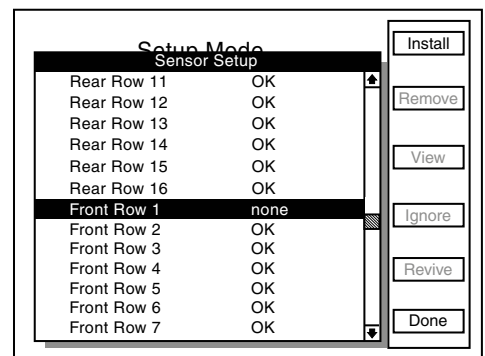 Setup Mode
Sensor Setup
Rear Row 11 OK
Rear Row 12 OK
Rear Row 13 OK
Rear Row 14 OK
Rear Row 15 OK
Rear Row 16 OK
Front Row 1 none
Front Row 2 OK
Front Row 3 OK
Front Row 4 OK
Front Row 5 OK
Front Row 6 OK
Front Row 7 OK
Install
Remove
View
Ignore
Revive
Done